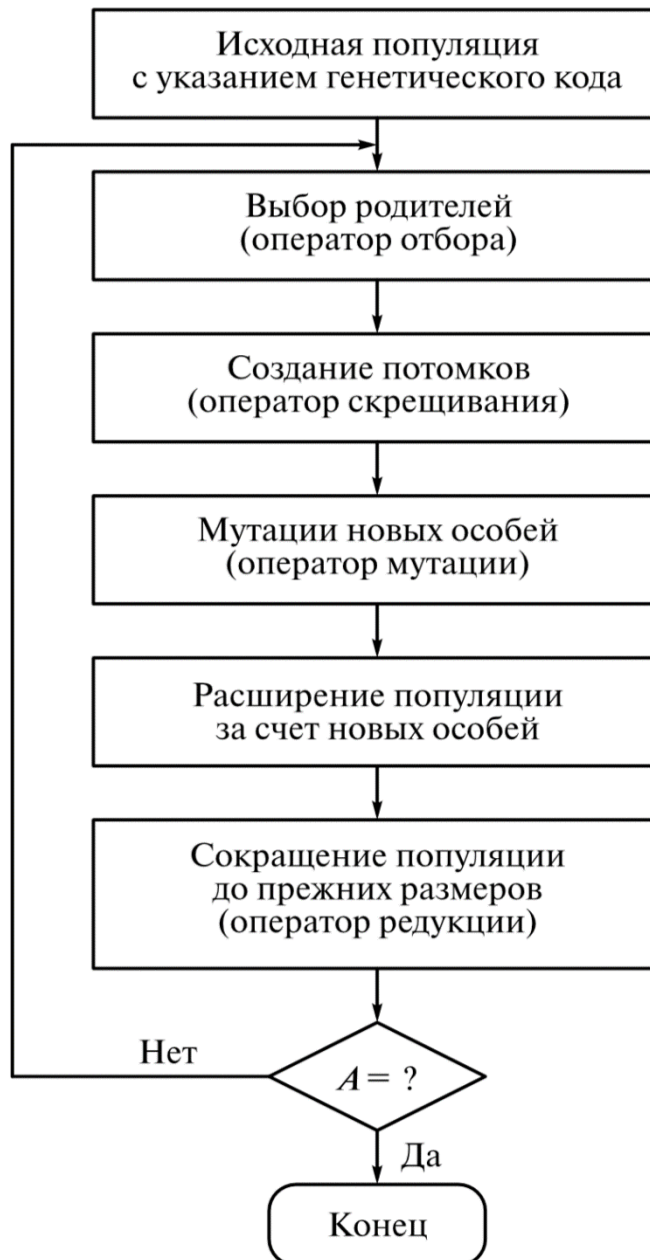 Исходная популяция
с указанием генетического кода
Выбор родителей
(оператор отбора)
Создание потомков
(оператор скрещивания)
Мутации новых особей
(оператор мутации)
Расширение популяции
за счет новых особей
Сокращение популяции
до прежних размеров
(оператор редукции)
Нет
A = ?
Да
Конец